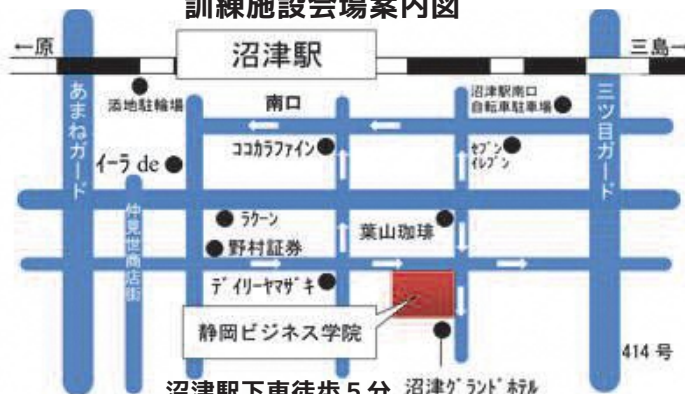 訓練施設会場案内図
←原
沼津駅
三島→
添地駐輪場
南口
沼津駅南口
自転車駐車場
あまねガード
三ツ目ガード
ココカラファイン
セブン
イレブン
イーラ de
仲見世商店街
ラクーン
葉山珈琲
野村証券
デイリーヤマザキ
静岡ビジネス学院
414 号
沼津駅下車徒歩5分
沼津グランドホテル